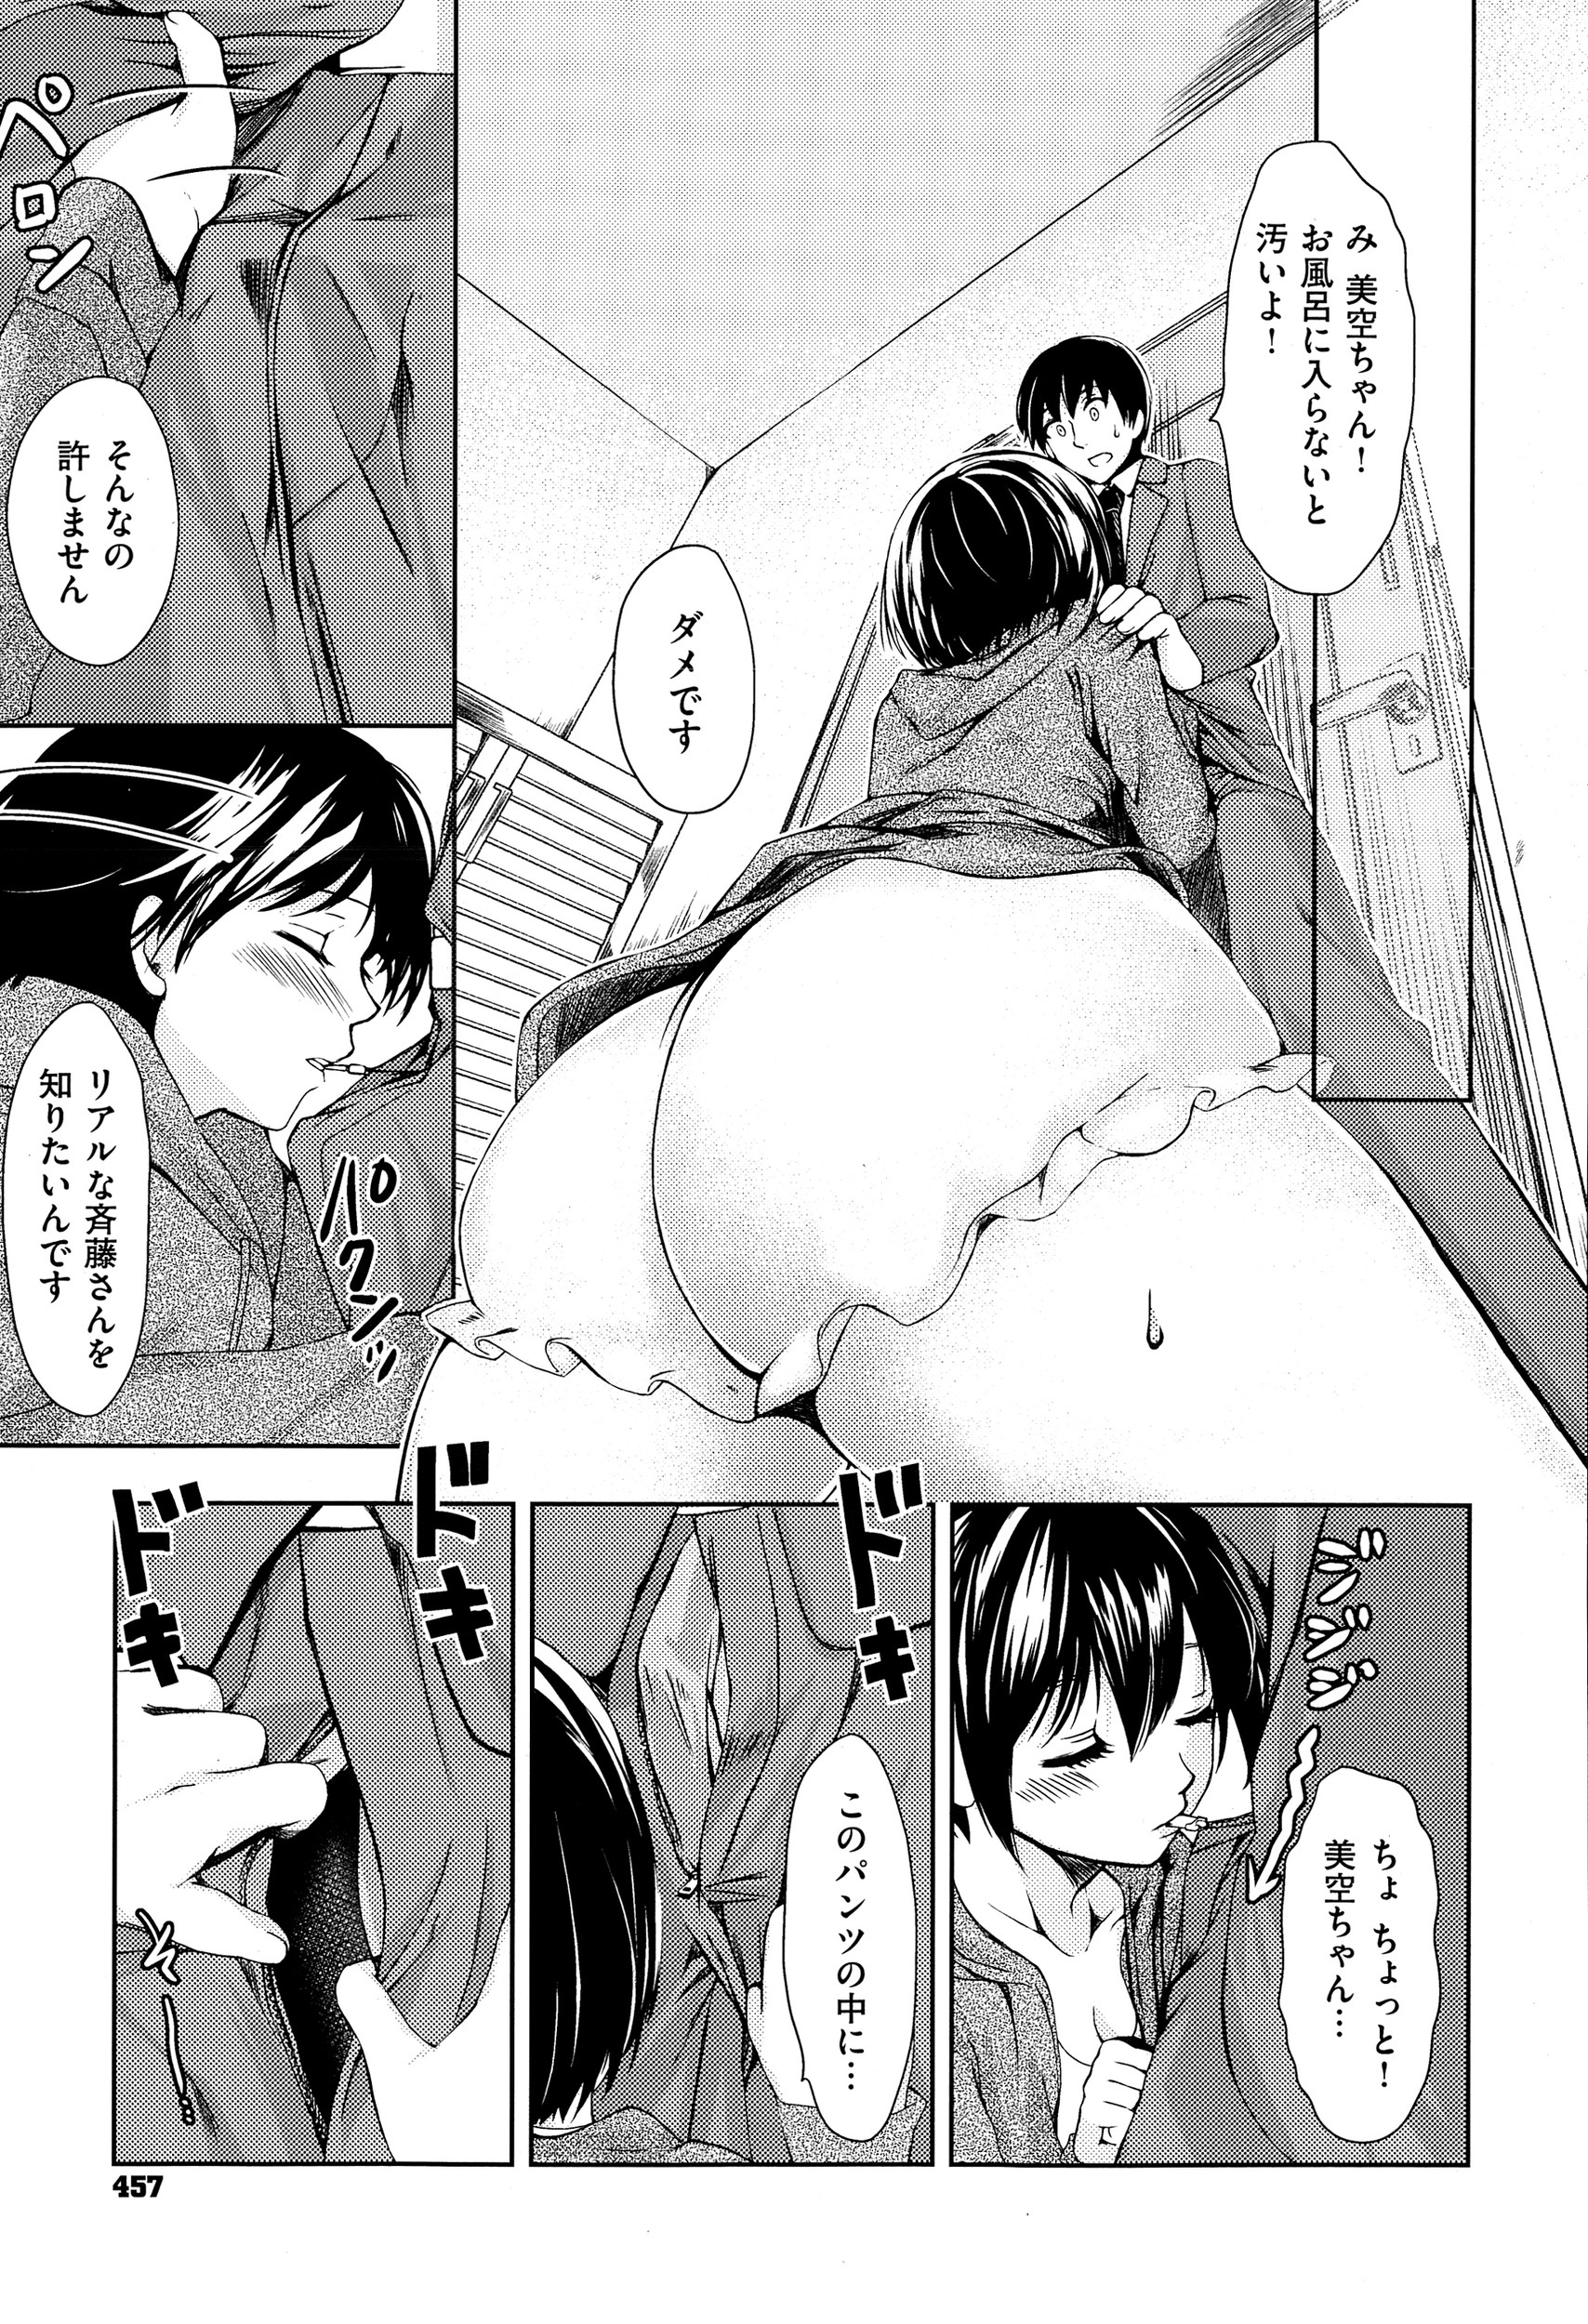 み 美空ちゃん！
お風呂に入らないと
汚いよ！
ダメです
ペロン
そんなの
許しません
リアルな斉藤さんを
知りたいんです
パクンッ
ジジジ
ちょ ちょっと！
美空ちゃん…
ドキ
このパンツの中に…
ドキ
ドキ
457